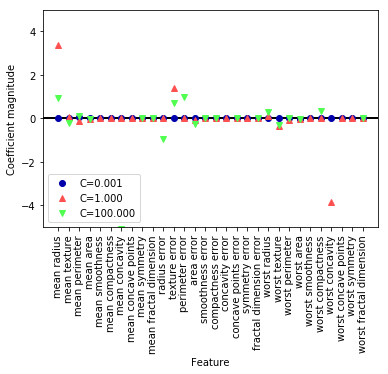 Coefficient magnitude
4
2
0
−2
−4
C=0.001
C=1.000
C=100.000
mean radius
mean texture
mean perimeter
mean area
mean smoothness
mean compactness
mean concavity
mean concave points
mean symmetry
mean fractal dimension
radius error
texture error
perimeter error
area error
smoothness error
compactness error
concavity error
concave points error
symmetry error
fractal dimension error
worst radius
worst texture
worst perimeter
worst area
worst smoothness
worst compactness
worst concavity
worst concave points
worst symmetry
worst fractal dimension
Feature